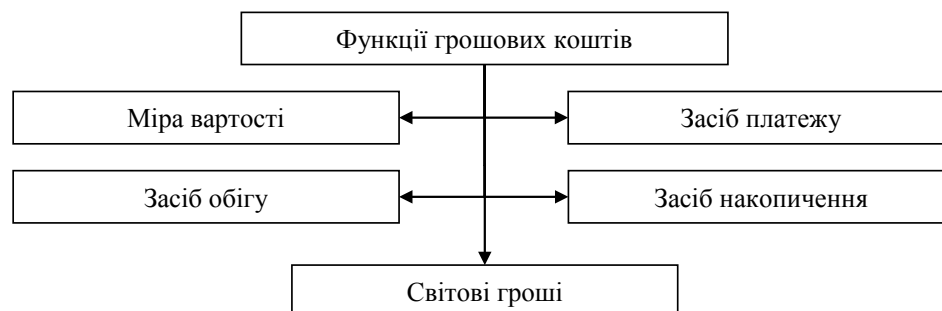 Функції грошових коштів
Міра вартості
Засіб платежу
Засіб обігу
Засіб накопичення
Світові гроші